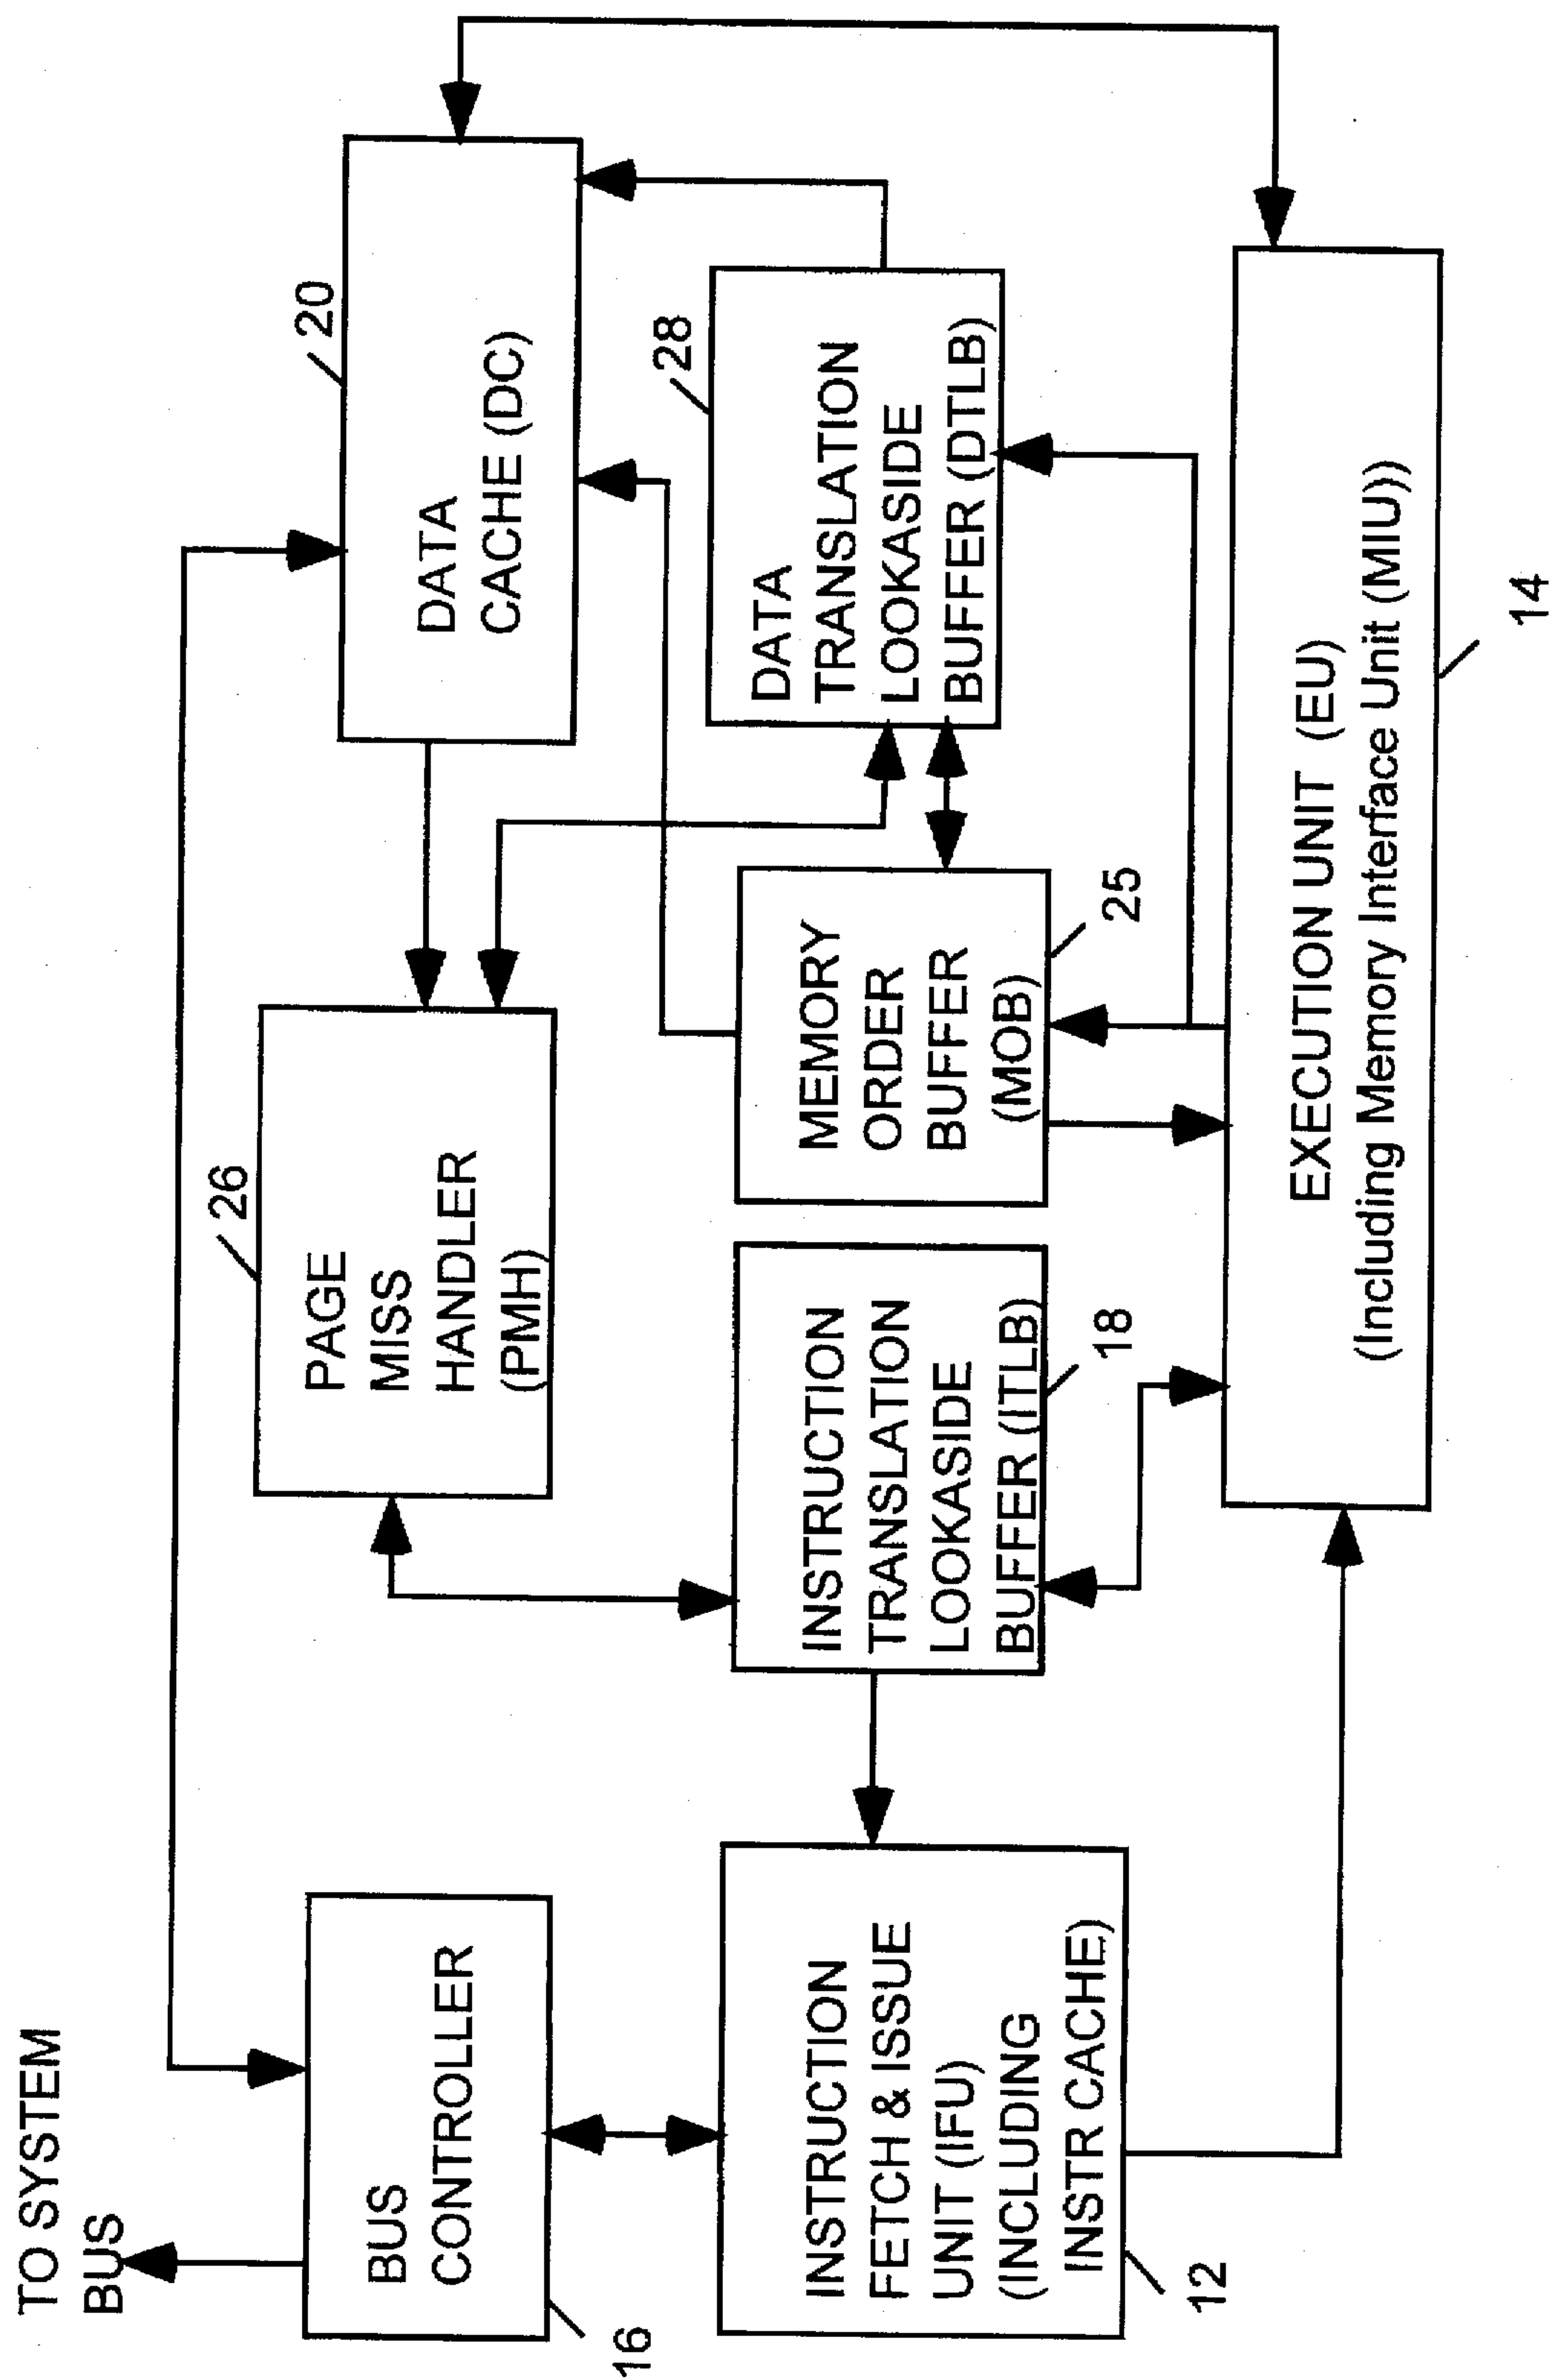 TO SYSTEM
BUS
BUS
CONTROLLER
16
26
PAGE
MISS
HANDLER
(PMH)
20
DATA
CACHE (DC)
INSTRUCTION
FETCH & ISSUE
UNIT (IFU)
(INCLUDING
INSTR CACHE)
12
INSTRUCTION
TRANSLATION
LOOKASIDE
BUFFER (ITLB)
18
MEMORY
ORDER
BUFFER
(MOB)
25
28
DATA
TRANSLATION
LOOKASIDE
BUFFER (DTLB)
EXECUTION UNIT (EU)
(Including Memory Interface Unit (MIU))
14